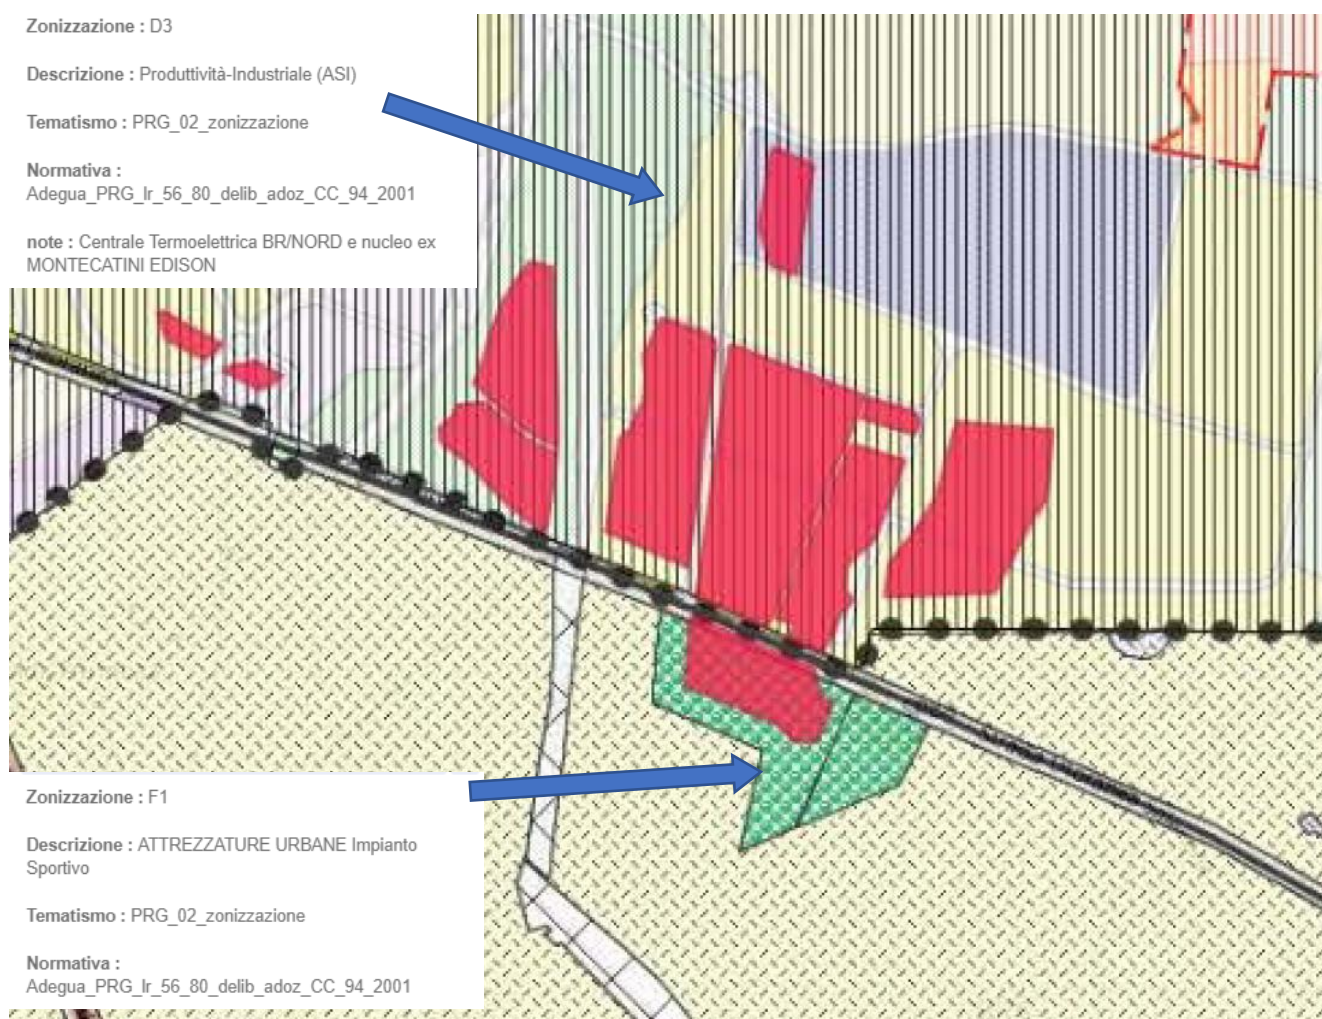 Zonizzazione : D3
Descrizione : Produttività-Industriale (ASI)
Tematismo : PRG_02_zonizzazione
Normativa :
Adegua_PRG_lr_56_80_delib_adoz_CC_94_2001
note : Centrale Termoelettrica BR/NORD e nucleo ex
MONTECATINI EDISON
Zonizzazione : F1
Descrizione : ATTREZZATURE URBANE Impianto
Sportivo
Tematismo : PRG_02_zonizzazione
Normativa :
Adegua_PRG_lr_56_80_delib_adoz_CC_94_2001